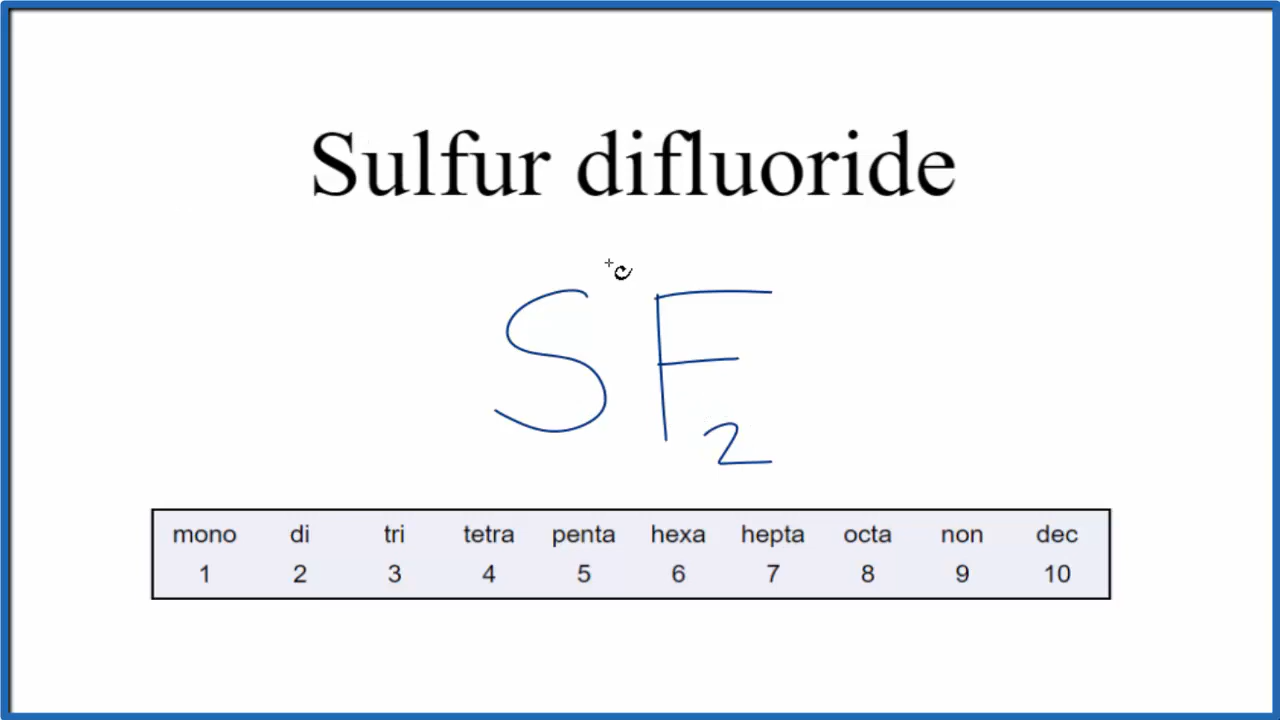 Sulfur difluoride
SF₂
mono di tri tetra penta hexa hepta octa non dec
1 2 3 4 5 6 7 8 9 10